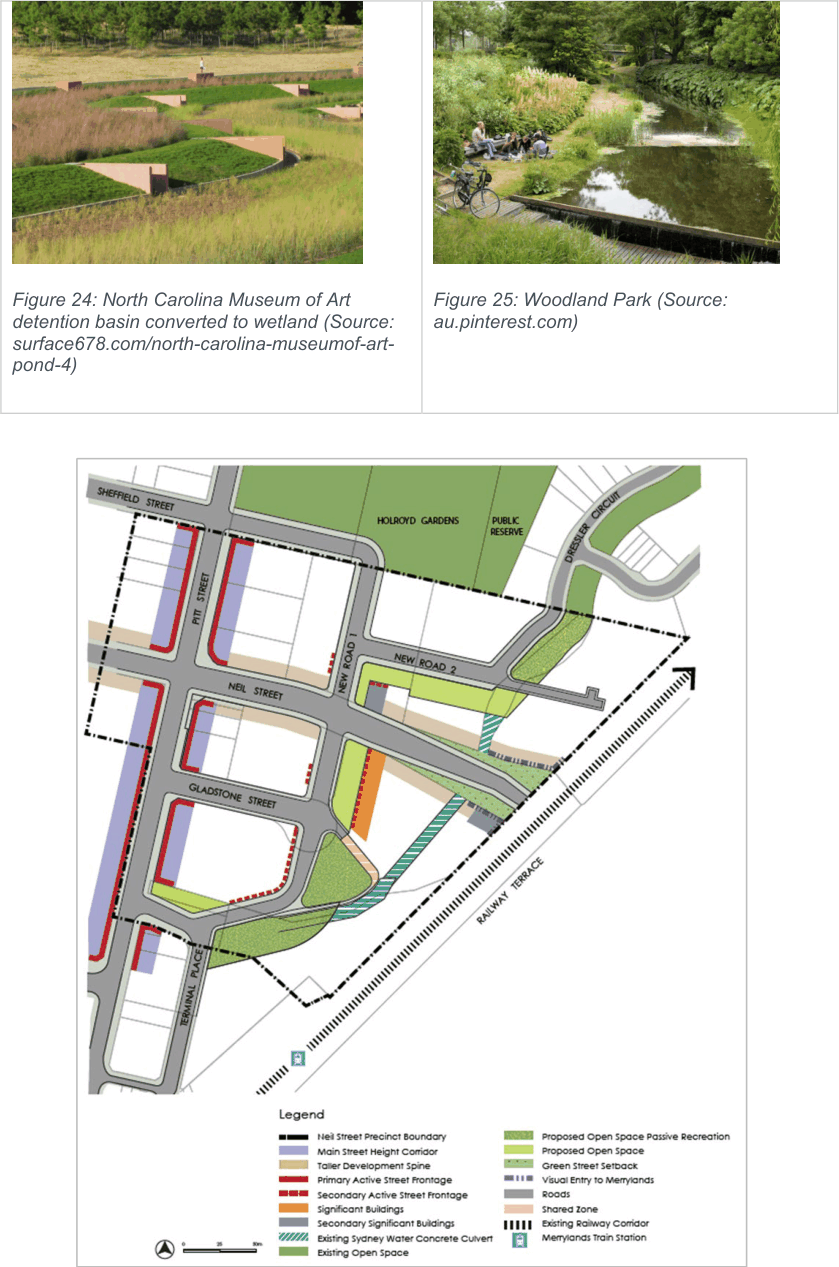 Figure 24: North Carolina Museum of Art
detention basin converted to wetland (Source:
surface678.com/north-carolina-museumof-art-
pond-4)
Figure 25: Woodland Park (Source:
au.pinterest.com)
SHEFFIELD STREET
HOLROYD GARDENS
PUBLIC
RESERVE
DRESSLER CIRCUIT
PITT STREET
NEW ROAD 1
NEW ROAD 2
NEIL STREET
GLADSTONE STREET
RAILWAY TERRACE
TERMINAL PLACE
Legend
Neil Street Precinct Boundary
Main Street Height Corridor
Taller Development Spine
Primary Active Street Frontage
Secondary Active Street Frontage
Significant Buildings
Secondary Significant Buildings
Existing Sydney Water Concrete Culvert
Existing Open Space
Proposed Open Space Passive Recreation
Proposed Open Space
Green Street Setback
Visual Entry to Merrylands
Roads
Shared Zone
Existing Railway Corridor
Merrylands Train Station
0 25 50m